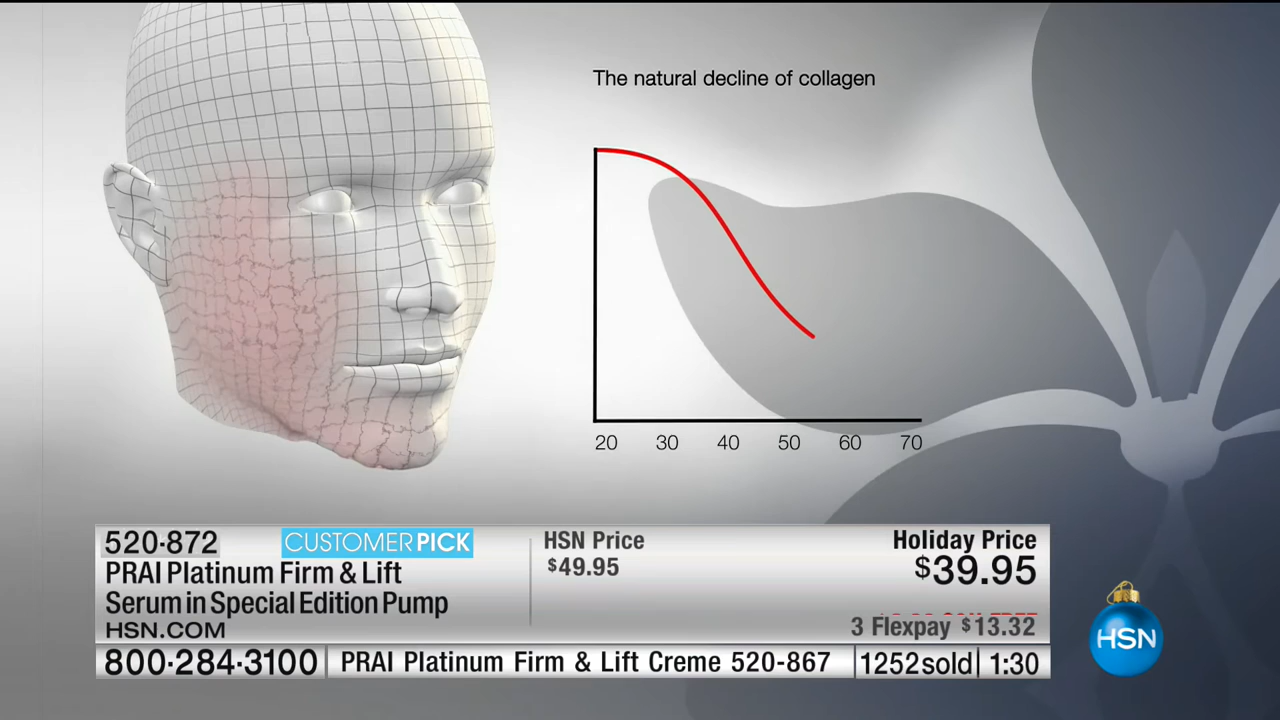 The natural decline of collagen
20 30 40 50 60 70
520-872 CUSTOMER PICK
PRAI Platinum Firm & Lift
Serum in Special Edition Pump
HSN.COM
HSN Price
$49.95
Holiday Price
$39.95
3 Flexpay $13.32
800·284·3100
PRAI Platinum Firm & Lift Creme 520-867
1252 sold
1:30
HSN